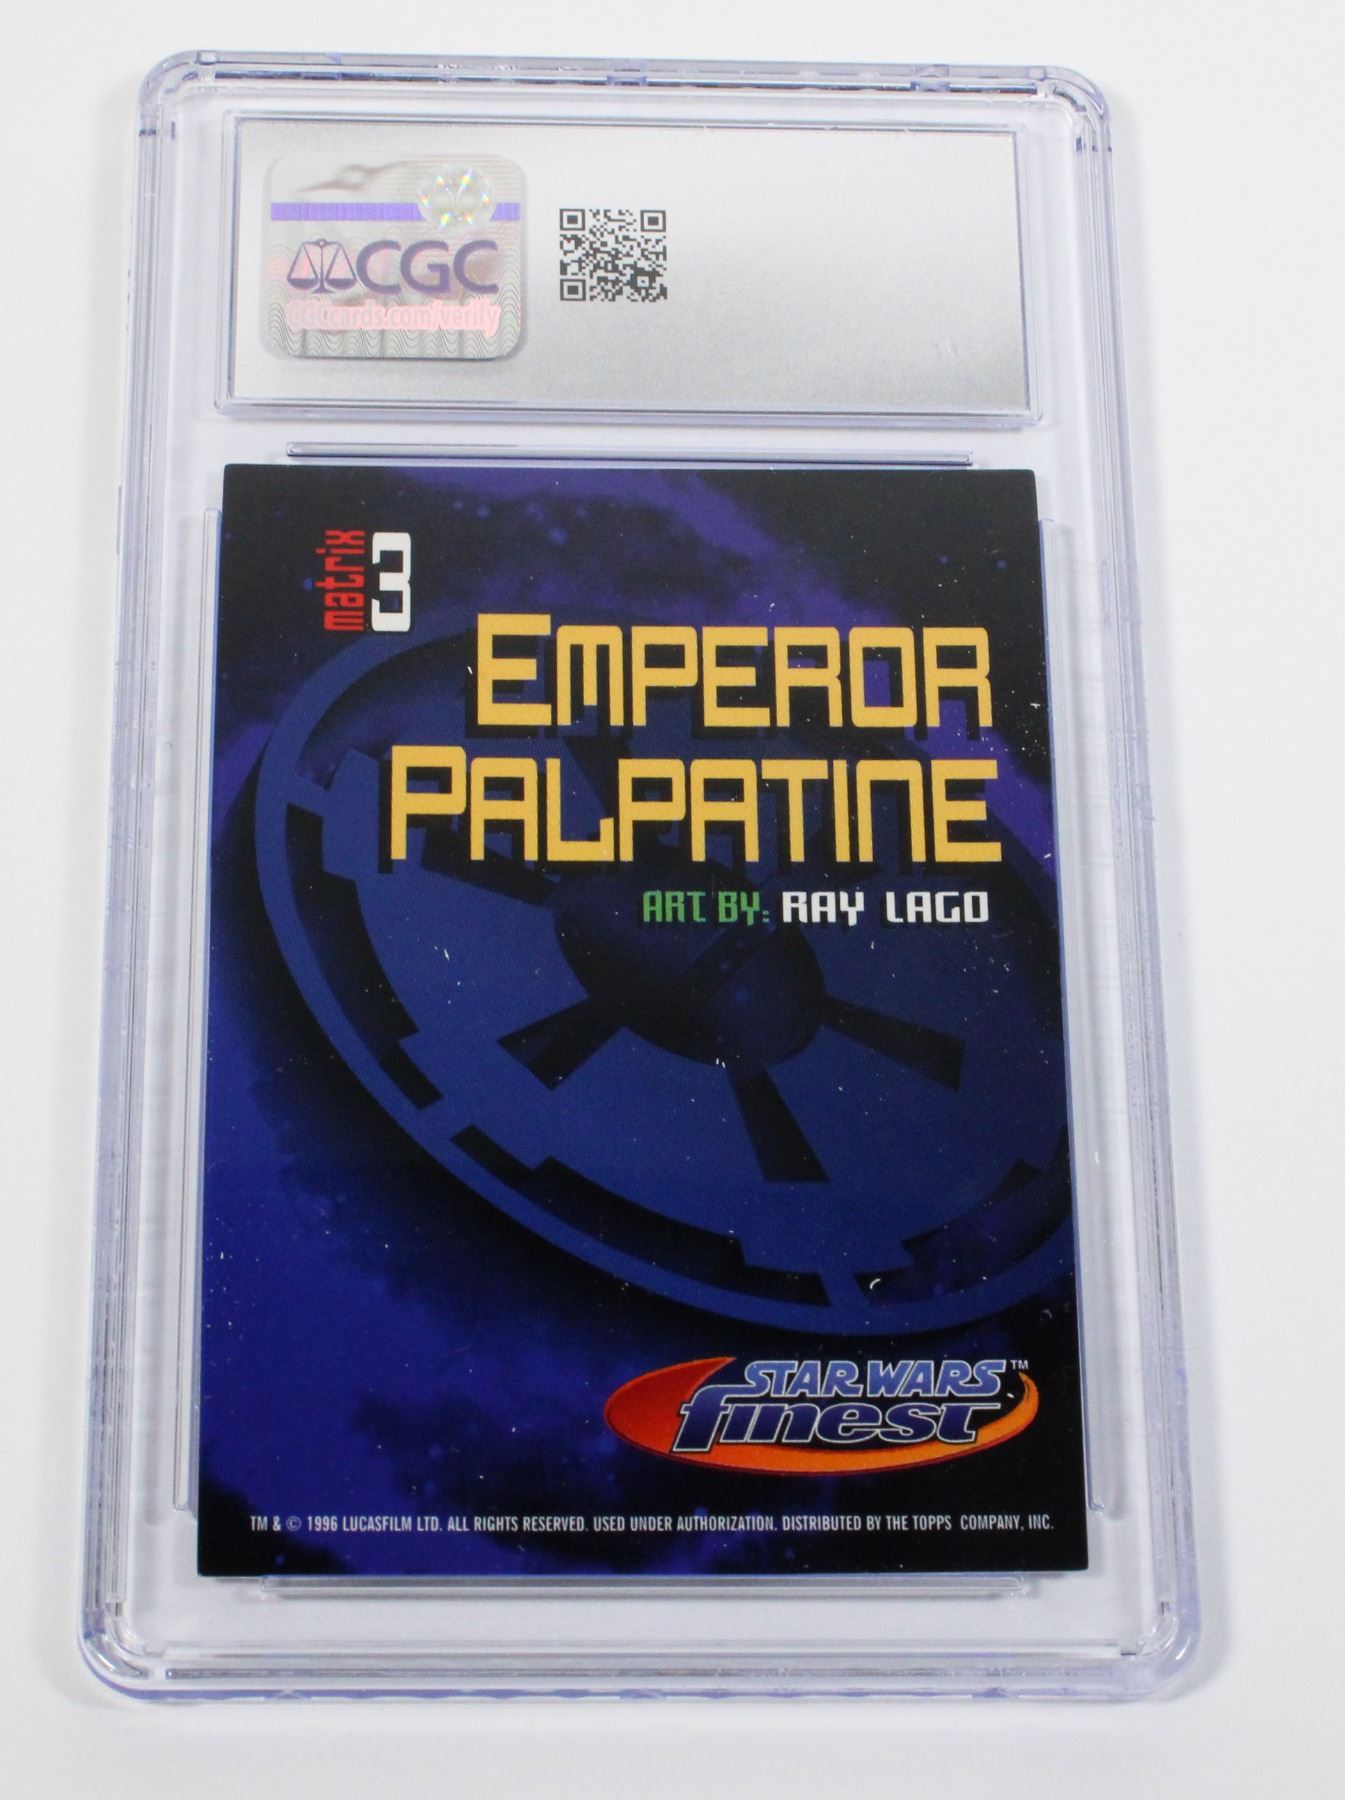 CGC
CGCcards.com/verify
matrix
3
EMPEROR
PALPATINE
ART BY: RAY LAGO
STAR WARS™
finest
TM & © 1996 LUCASFILM LTD. ALL RIGHTS RESERVED. USED UNDER AUTHORIZATION. DISTRIBUTED BY THE TOPPS COMPANY, INC.